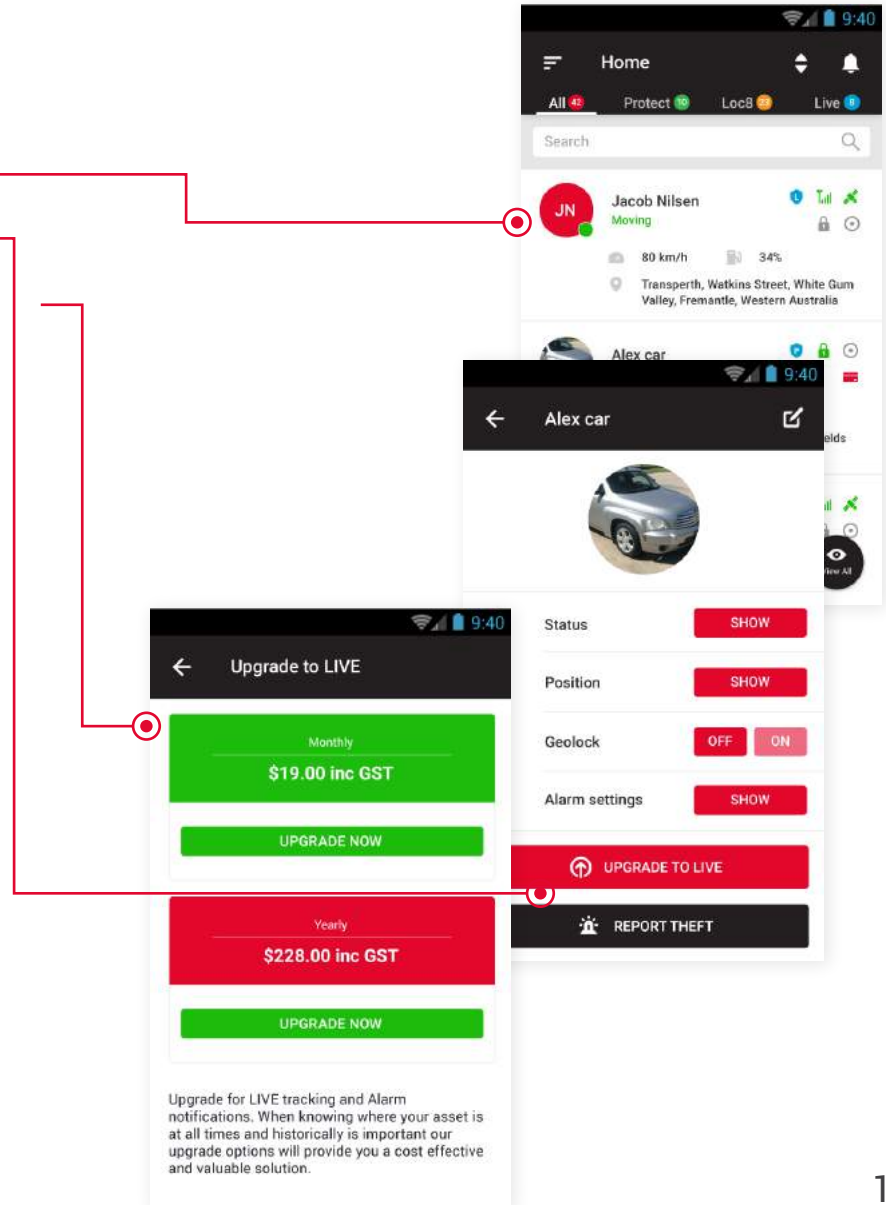 9:40
Home
All 42 Protect 10 Loc8 23 Live
Search
JN
Jacob Nilsen
Moving
80 km/h 34%
Transperth, Watkins Street, White Gum
Valley, Fremantle, Western Australia
Alex car
elds
View All
9:40
Alex car
Status SHOW
Position SHOW
Geolock OFF ON
Alarm settings SHOW
UPGRADE TO LIVE
REPORT THEFT
9:40
Upgrade to LIVE
Monthly
$19.00 inc GST
UPGRADE NOW
Yearly
$228.00 inc GST
UPGRADE NOW
Upgrade for LIVE tracking and Alarm
notifications. When knowing where your asset is
at all times and historically is important our
upgrade options will provide you a cost effective
and valuable solution.
1